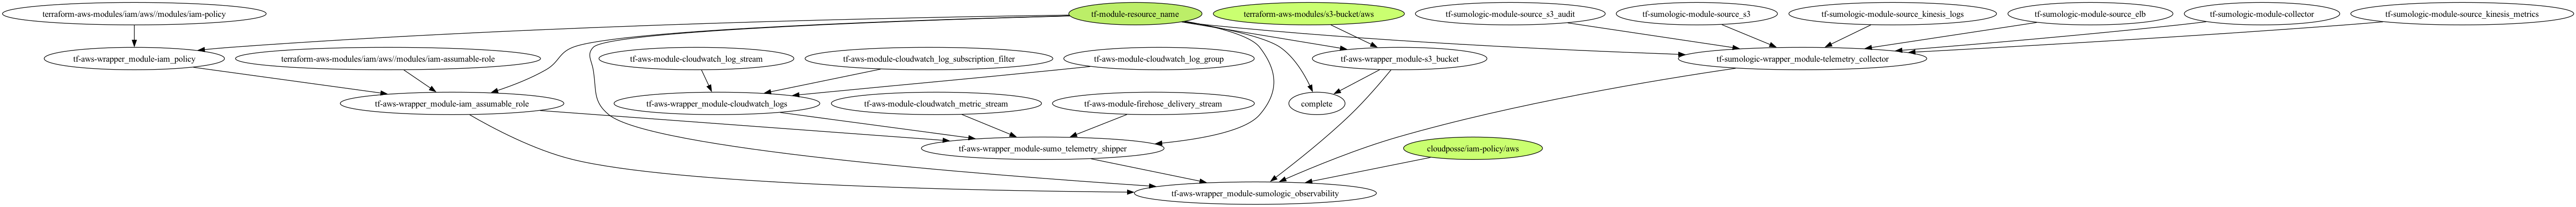 terraform-aws-modules/iam/aws//modules/iam-policy
tf-module-resource_name
terraform-aws-modules/s3-bucket/aws
tf-sumologic-module-source_s3_audit
tf-sumologic-module-source_s3
tf-sumologic-module-source_kinesis_logs
tf-sumologic-module-source_elb
tf-sumologic-module-collector
tf-sumologic-module-source_kinesis_metrics
tf-aws-wrapper_module-iam_policy
terraform-aws-modules/iam/aws//modules/iam-assumable-role
tf-aws-module-cloudwatch_log_stream
tf-aws-module-cloudwatch_log_subscription_filter
tf-aws-module-cloudwatch_log_group
tf-aws-wrapper_module-s3_bucket
tf-sumologic-wrapper_module-telemetry_collector
tf-aws-wrapper_module-iam_assumable_role
tf-aws-wrapper_module-cloudwatch_logs
tf-aws-module-cloudwatch_metric_stream
tf-aws-module-firehose_delivery_stream
complete
tf-aws-wrapper_module-sumo_telemetry_shipper
cloudposse/iam-policy/aws
tf-aws-wrapper_module-sumologic_observability